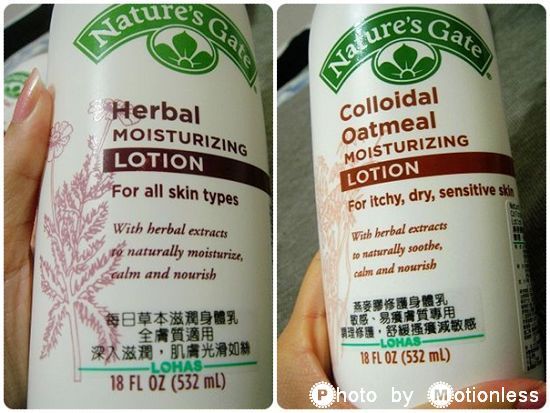 Nature's Gate
Herbal
MOISTURIZING
LOTION
For all skin types
With herbal extracts
to naturally moisturize,
calm and nourish
每日草本滋潤身體乳
全膚質適用
深入滋潤，肌膚光滑如絲
LOHAS
18 FL OZ (532 mL)
Nature's Gate
Colloidal
Oatmeal
MOISTURIZING
LOTION
For itchy, dry, sensitive skin
With herbal extracts
to naturally soothe,
calm and nourish
燕麥膠修護身體乳
敏感、易癢膚質專用
調理修護，舒緩搔癢減敏感
LOHAS
18 FL OZ (532 mL)
Photo by Motionless